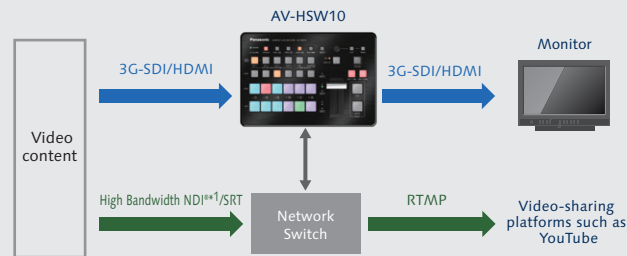 AV-HSW10
Panasonic
Monitor
3G-SDI/HDMI
3G-SDI/HDMI
Video
content
High Bandwidth NDI®*1/SRT
Network
Switch
RTMP
Video-sharing
platforms such as
YouTube